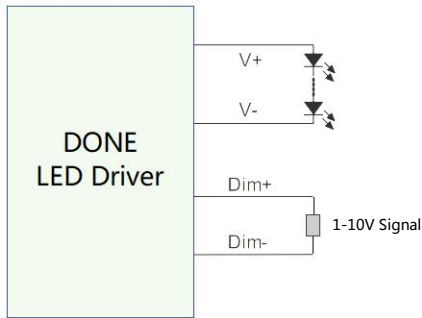 V+
V-
DONE
LED Driver
Dim+
1-10V Signal
Dim-